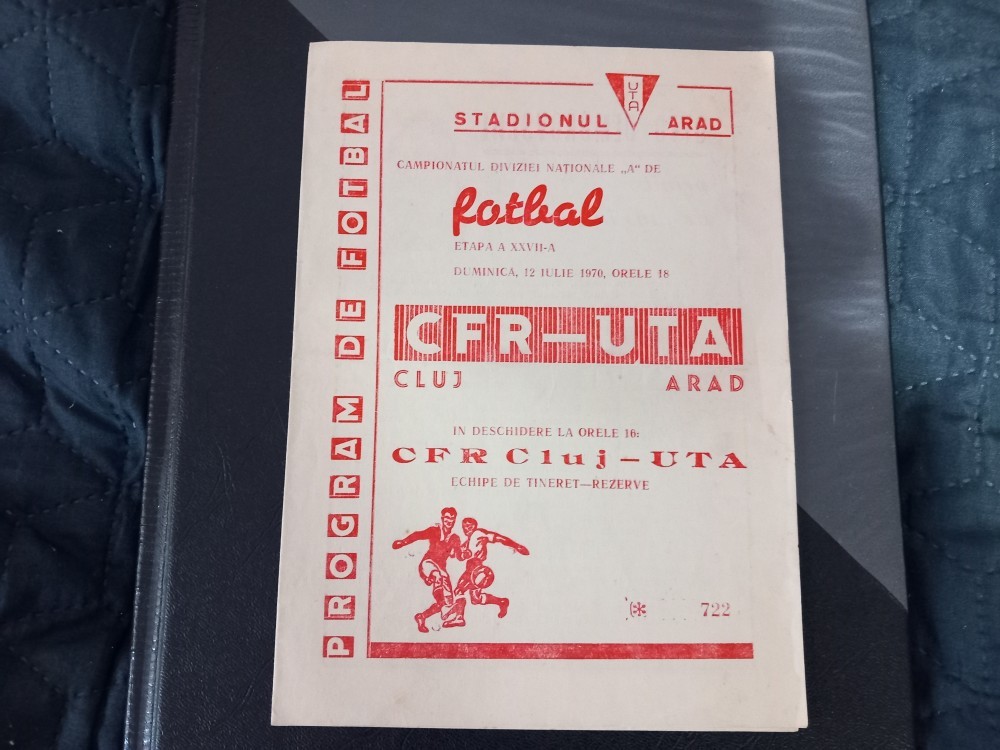 PROGRAM DE FOTBAL
UTA
STADIONUL ARAD
CAMPIONATUL DIVIZIEI NAȚIONALE „A" DE
fotbal
ETAPA A XXVII-A
DUMINICA, 12 IULIE 1970, ORELE 18
CFR—UTA
CLUJ ARAD
IN DESCHIDERE LA ORELE 16:
CFR Cluj—UTA
ECHIPE DE TINERET—REZERVE
722